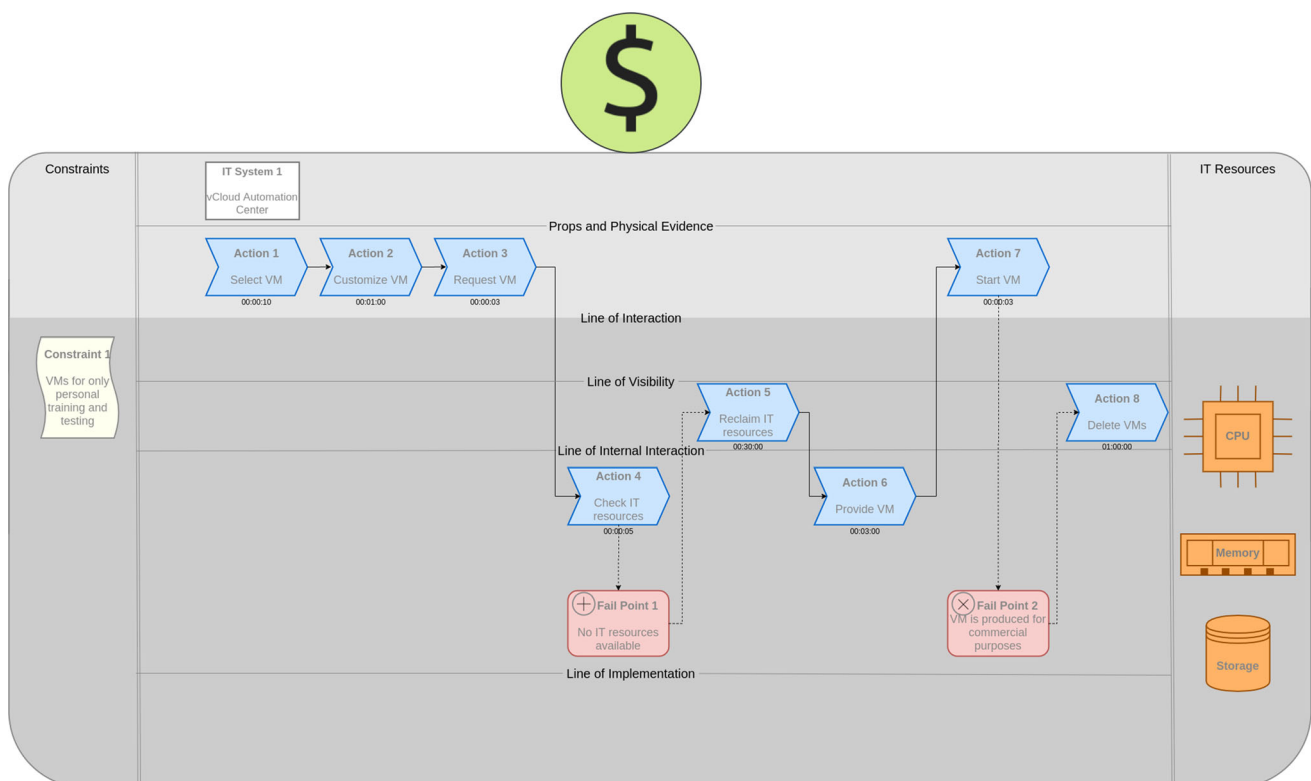 $
Constraints
IT System 1
vCloud Automation
Center
IT Resources
Props and Physical Evidence
Action 1
Select VM
00:00:10
Action 2
Customize VM
00:01:00
Action 3
Request VM
00:00:03
Action 7
Start VM
00:00:03
Line of Interaction
Constraint 1
VMs for only
personal
training and
testing
Line of Visibility
Action 5
Reclaim IT
resources
00:30:00
Action 8
Delete VMs
01:00:00
CPU
Line of Internal Interaction
Action 4
Check IT
resources
00:00:05
Action 6
Provide VM
00:03:00
Memory
Fail Point 1
No IT resources
available
Fail Point 2
VM is produced for
commercial
purposes
Storage
Line of Implementation